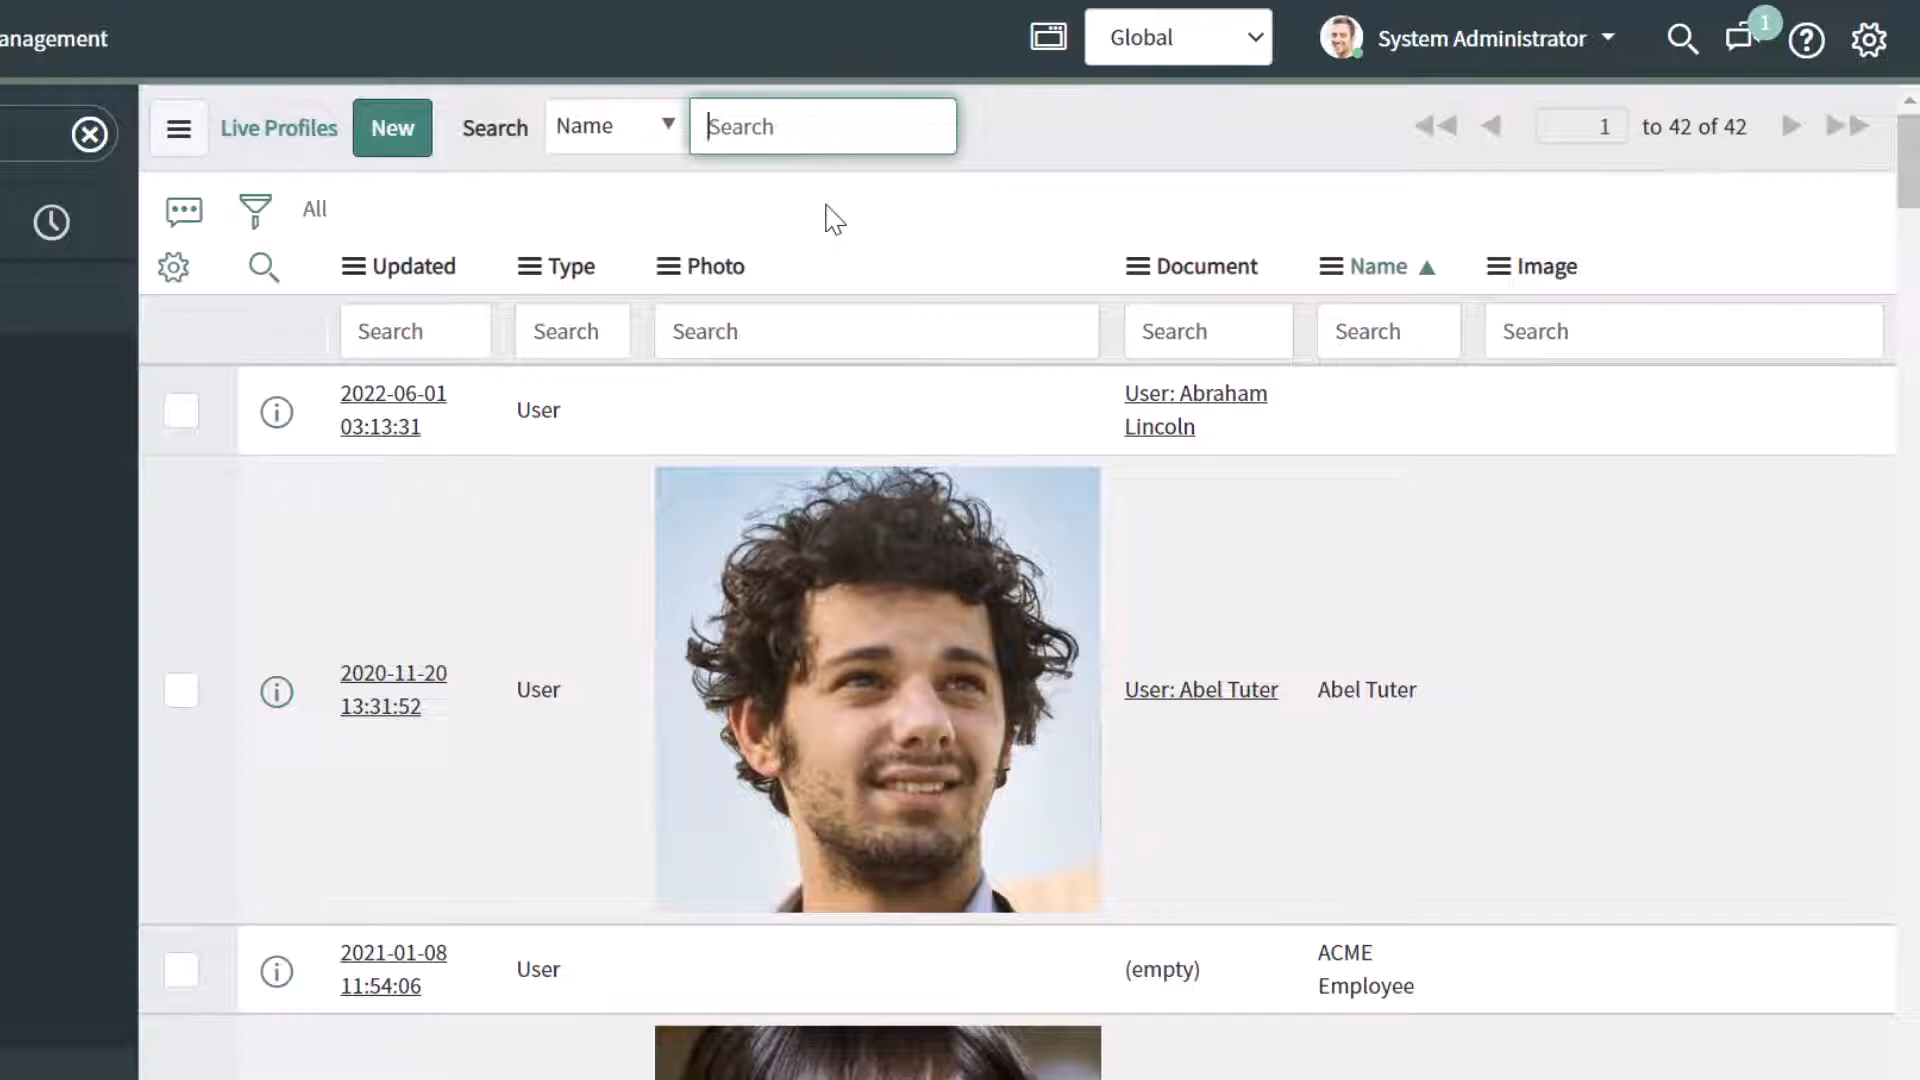 anagement
Global
System Administrator
1
Live Profiles
New
Search
Name
Search
1 to 42 of 42
All
Updated
Type
Photo
Document
Name
Image
Search
Search
Search
Search
Search
Search
2022-06-01
03:13:31
User
User: Abraham
Lincoln
2020-11-20
13:31:52
User
User: Abel Tuter
Abel Tuter
2021-01-08
11:54:06
User
(empty)
ACME
Employee